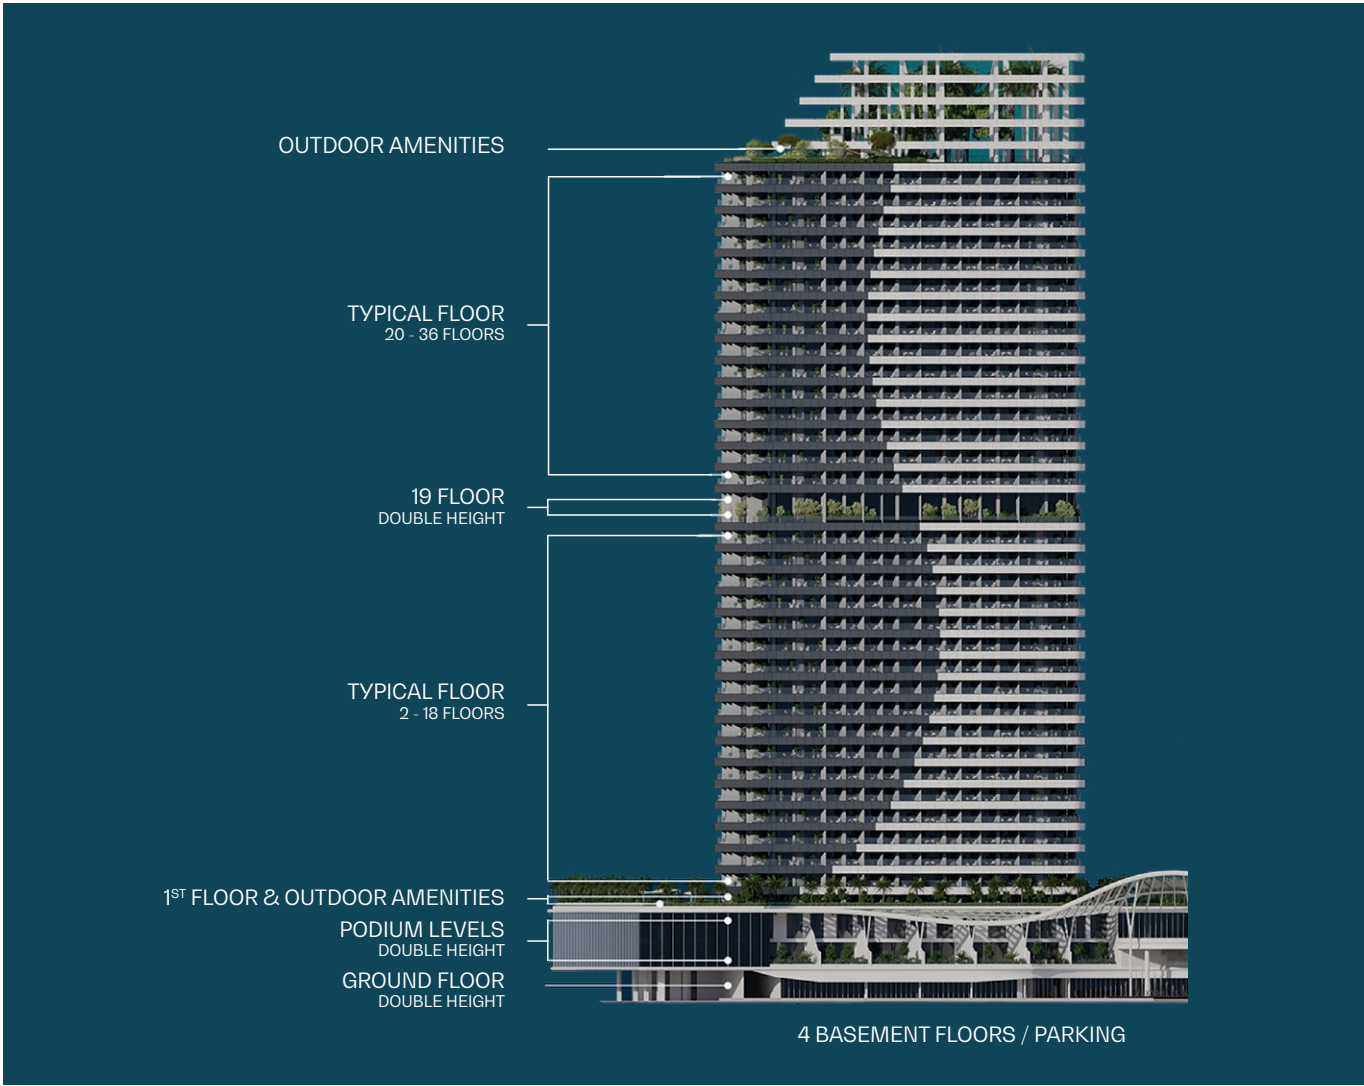 OUTDOOR AMENITIES
TYPICAL FLOOR
20 - 36 FLOORS
19 FLOOR
DOUBLE HEIGHT
TYPICAL FLOOR
2 - 18 FLOORS
1ST FLOOR & OUTDOOR AMENITIES
PODIUM LEVELS
DOUBLE HEIGHT
GROUND FLOOR
DOUBLE HEIGHT
4 BASEMENT FLOORS / PARKING